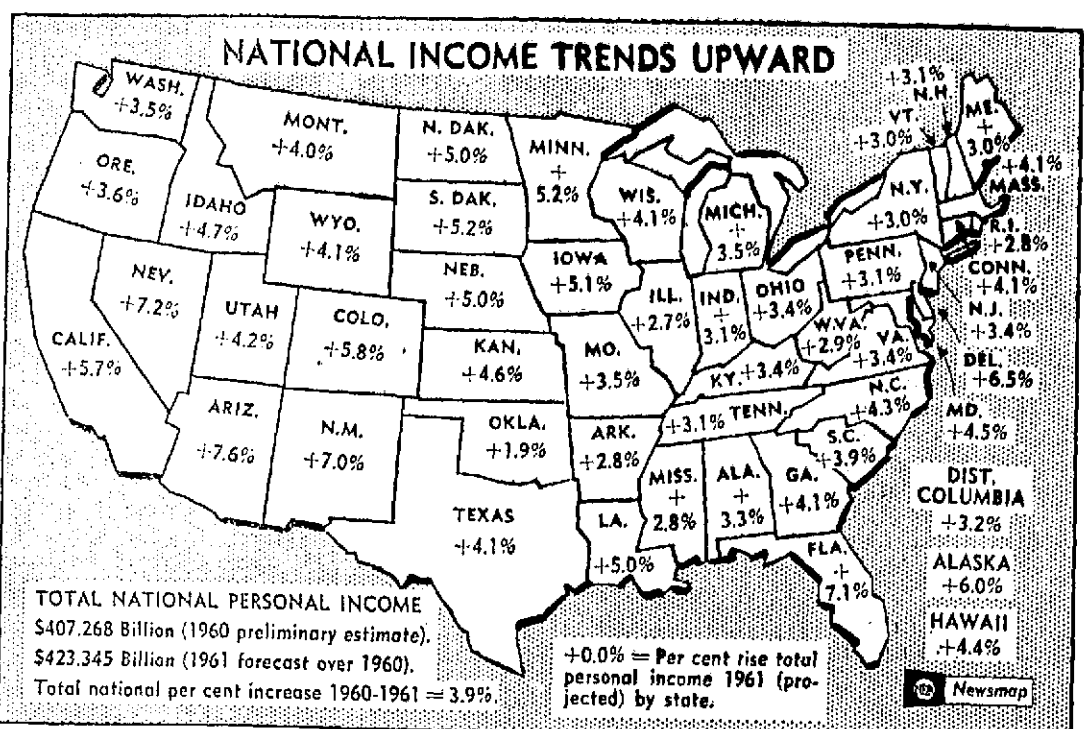 NATIONAL INCOME TRENDS UPWARD
WASH.
+3.5%
ORE.
+3.6%
IDAHO
+4.7%
MONT.
+4.0%
WYO.
+4.1%
N. DAK.
+5.0%
S. DAK.
+5.2%
NEB.
+5.0%
MINN.
+
5.2%
IOWA
+5.1%
WIS.
+4.1%
MICH.
+
3.5%
CALIF.
+5.7%
NEV.
+7.2%
UTAH
+4.2%
COLO.
+5.8%
KAN.
+4.6%
MO.
+3.5%
ILL.
+2.7%
IND.
+
3.1%
OHIO
+3.4%
KY. +3.4%
W.VA.
+2.9%
VA.
+3.4%
PENN.
+3.1%
N.Y.
+3.0%
+3.1%
N.H.
VT.
+3.0%
ME.
+
3.0%
+4.1%
MASS.
R.I.
+2.8%
CONN.
+4.1%
N.J.
+3.4%
DEL.
+6.5%
MD.
+4.5%
ARIZ.
+7.6%
N.M.
+7.0%
OKLA.
+1.9%
TEXAS
+4.1%
ARK.
+2.8%
LA.
+5.0%
MISS.
+
2.8%
ALA.
+
3.3%
+3.1% TENN.
N.C.
+4.3%
S.C.
+3.9%
GA.
+4.1%
FLA.
+
7.1%
DIST.
COLUMBIA
+3.2%
ALASKA
+6.0%
HAWAII
+4.4%
TOTAL NATIONAL PERSONAL INCOME
$407.268 Billion (1960 preliminary estimate).
$423.345 Billion (1961 forecast over 1960).
Total national per cent increase 1960-1961 = 3.9%.
+0.0% = Per cent rise total
personal income 1961 (pro-
jected) by state.
NEA Newsmap